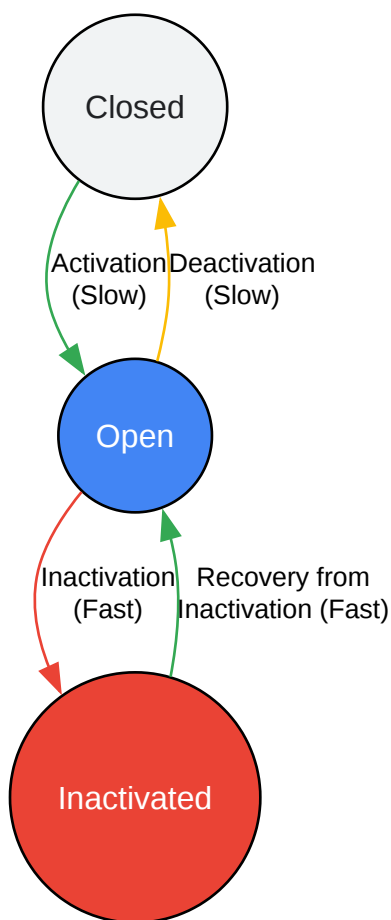 Closed
Activation
(Slow)
Deactivation
(Slow)
Open
Inactivation
(Fast)
Recovery from
Inactivation (Fast)
Inactivated